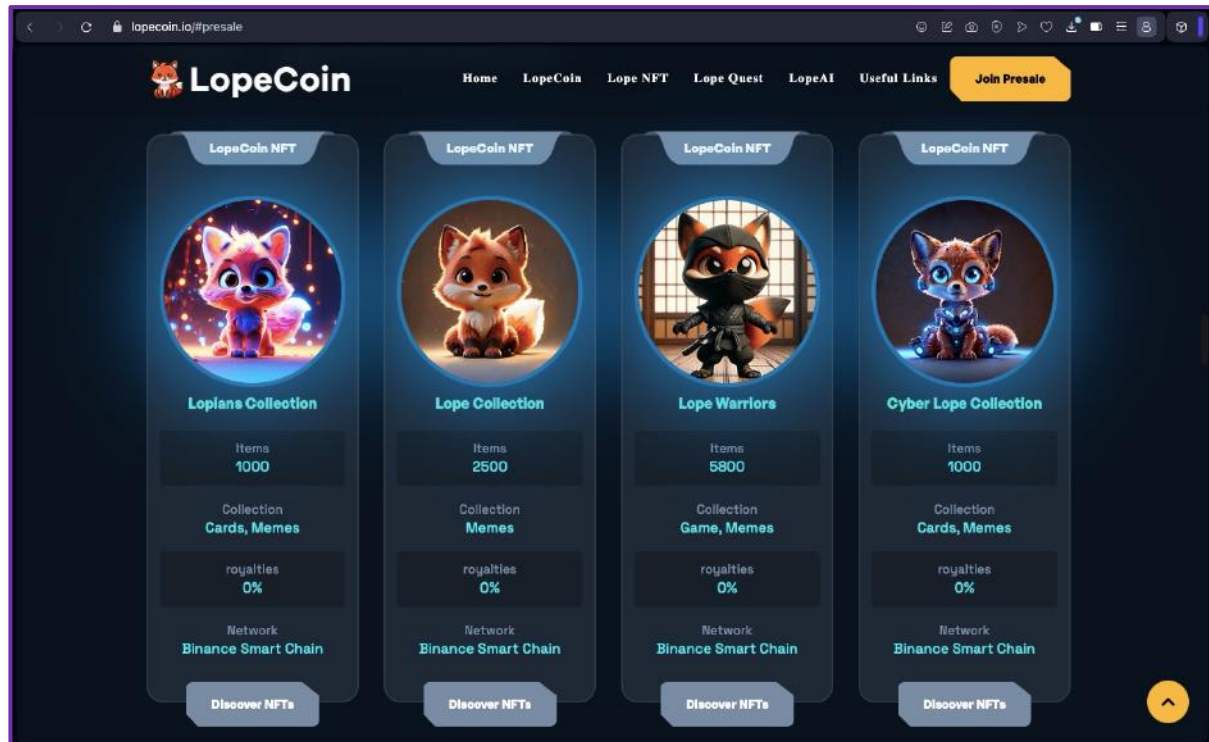 lopecoin.io/#presale
LopeCoin
Home LopeCoin Lope NFT Lope Quest LopeAI Useful Links Join Presale
LopeCoin NFT LopeCoin NFT LopeCoin NFT LopeCoin NFT
Lopians Collection Lope Collection Lope Warriors Cyber Lope Collection
Items Items Items Items
1000 2500 5800 1000
Collection Collection Collection Collection
Cards, Memes Memes Game, Memes Cards, Memes
royalties royalties royalties royalties
0% 0% 0% 0%
Network Network Network Network
Binance Smart Chain Binance Smart Chain Binance Smart Chain Binance Smart Chain
Discover NFTs Discover NFTs Discover NFTs Discover NFTs